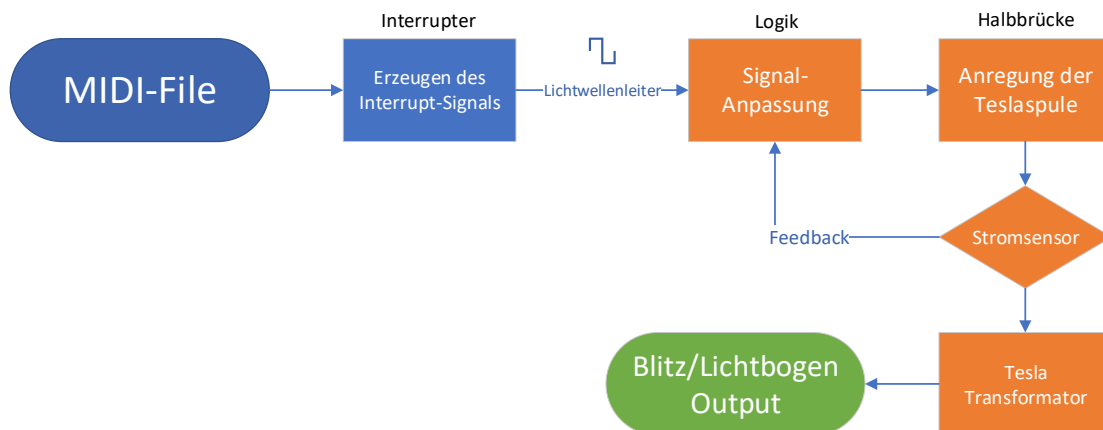 Interrupter
Logik
Halbbrücke
MIDI-File
Erzeugen des
Interrupt-Signals
Lichtwellenleiter
Signal-
Anpassung
Anregung der
Teslaspule
Feedback
Stromsensor
Blitz/Lichtbogen
Output
Tesla
Transformator